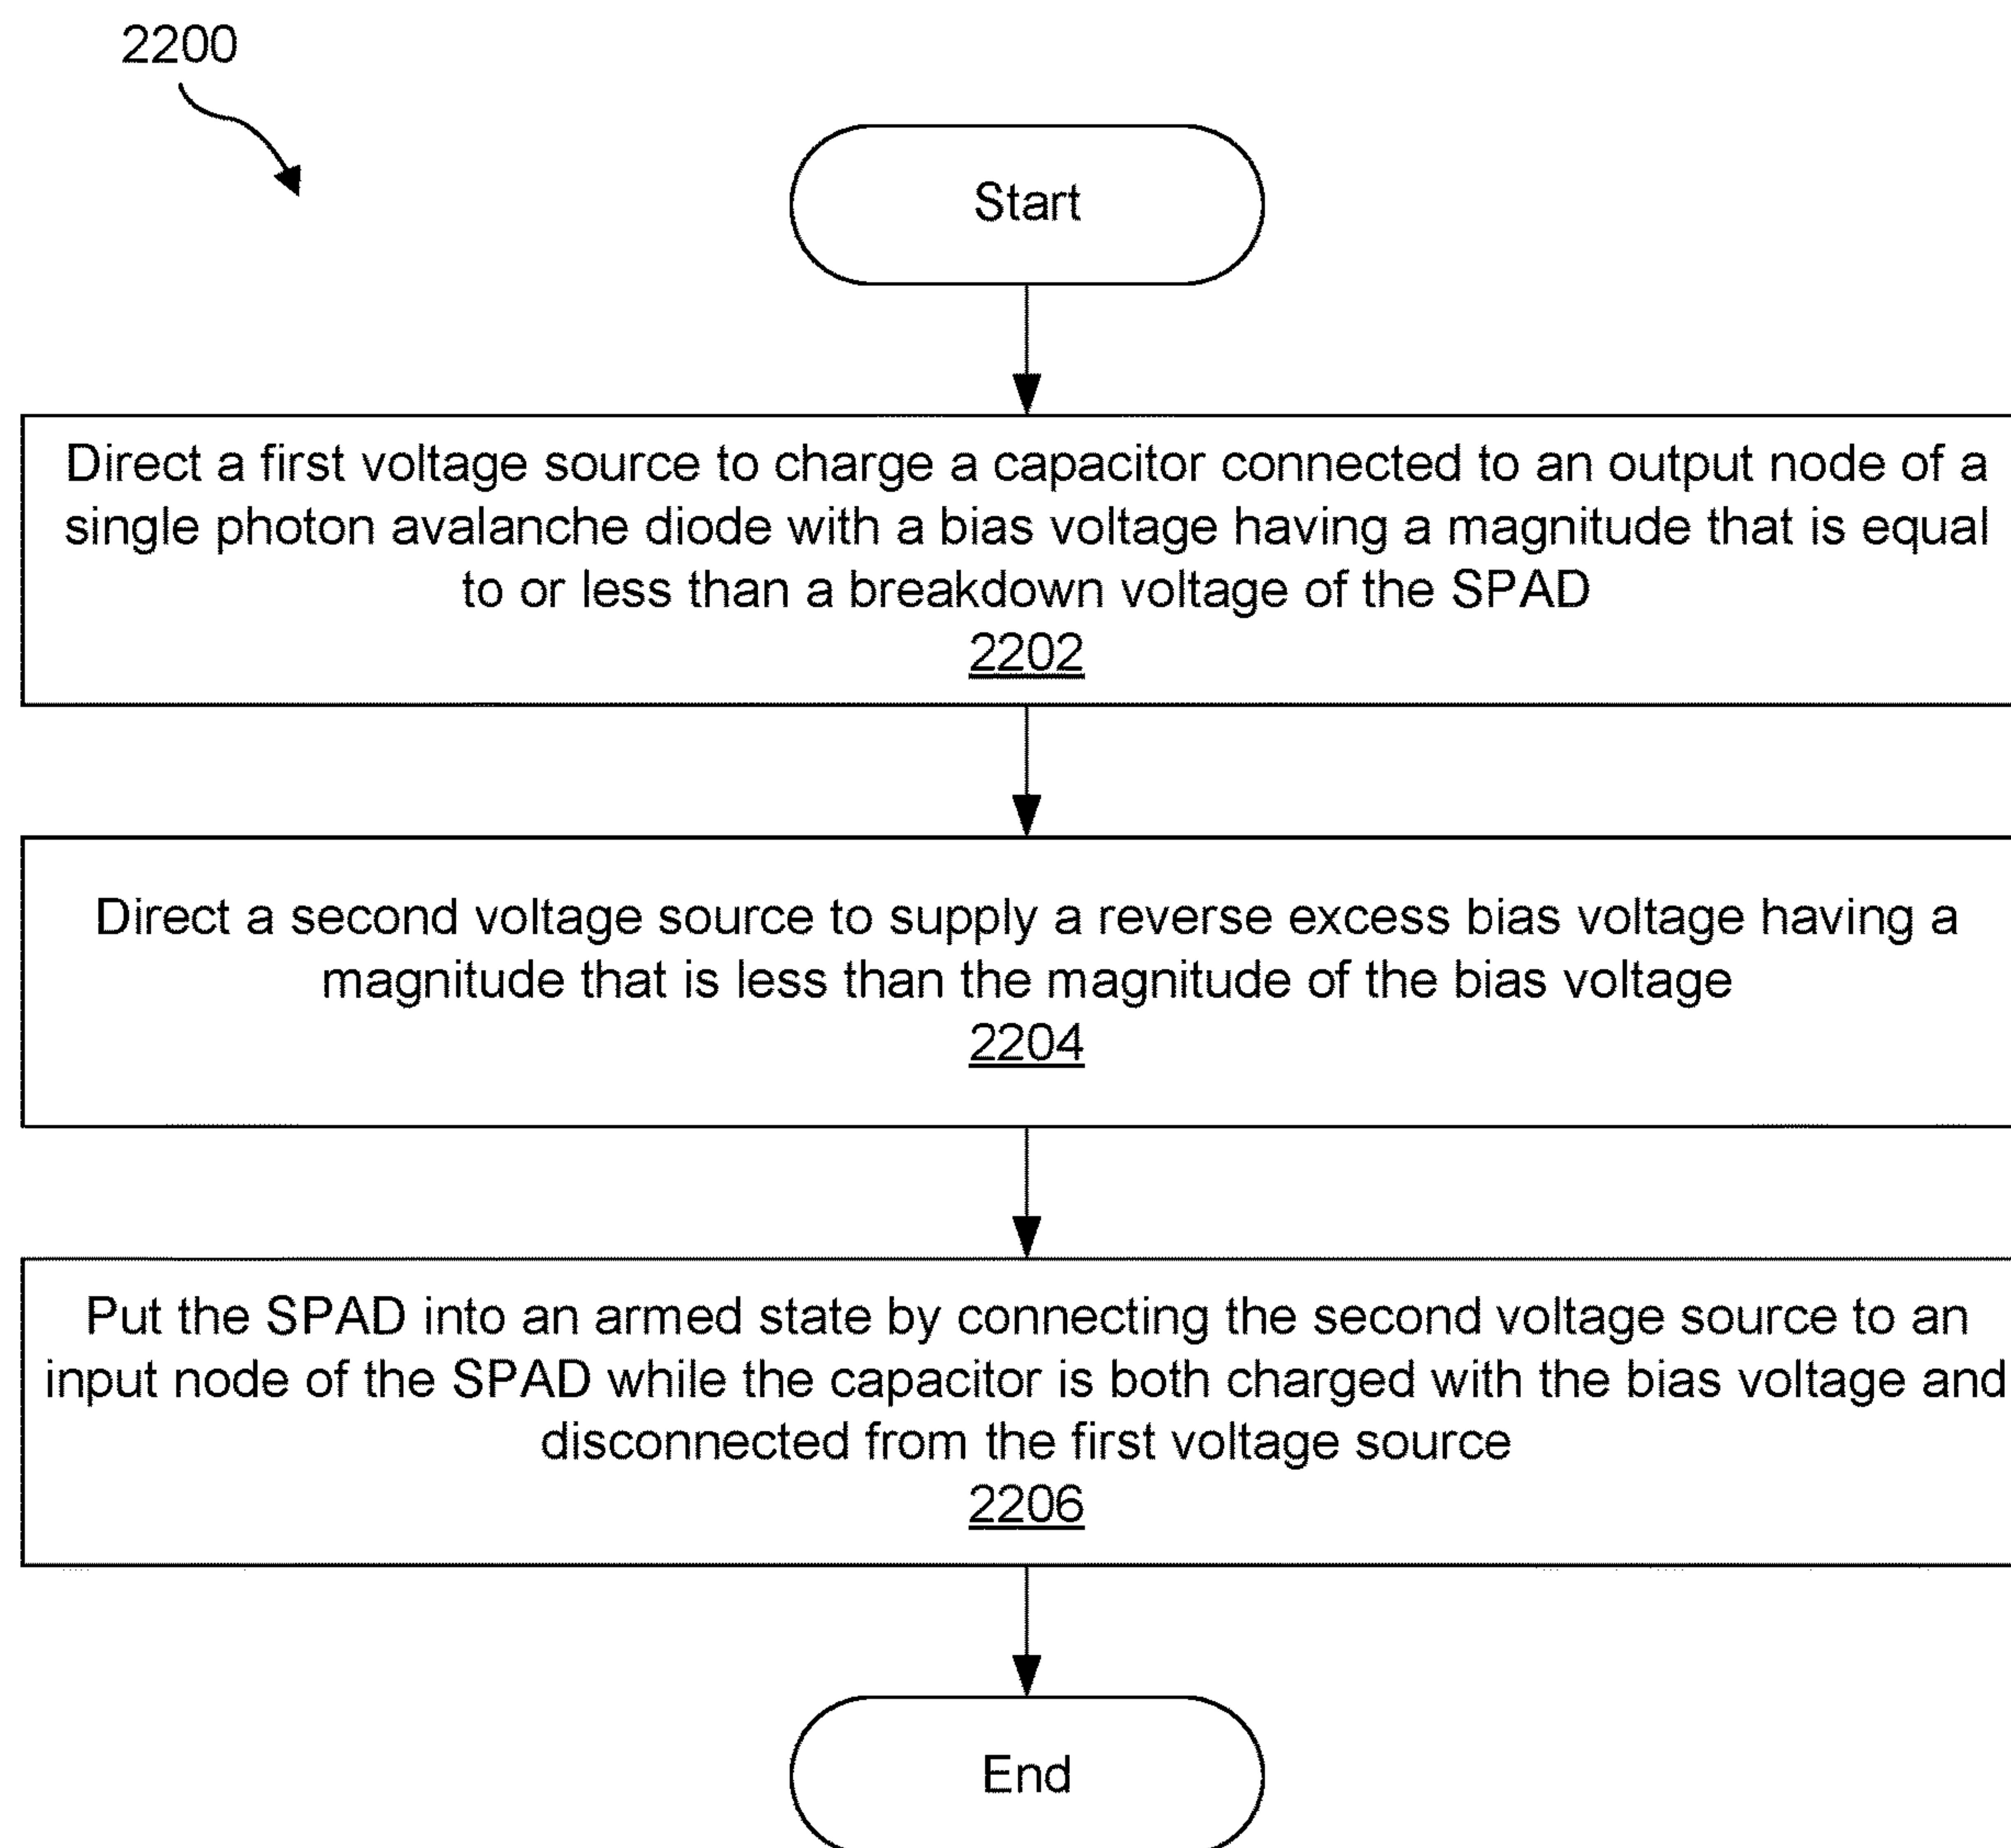 2200
Start
Direct a first voltage source to charge a capacitor connected to an output node of a
single photon avalanche diode with a bias voltage having a magnitude that is equal
to or less than a breakdown voltage of the SPAD
2202
Direct a second voltage source to supply a reverse excess bias voltage having a
magnitude that is less than the magnitude of the bias voltage
2204
Put the SPAD into an armed state by connecting the second voltage source to an
input node of the SPAD while the capacitor is both charged with the bias voltage and
disconnected from the first voltage source
2206
End